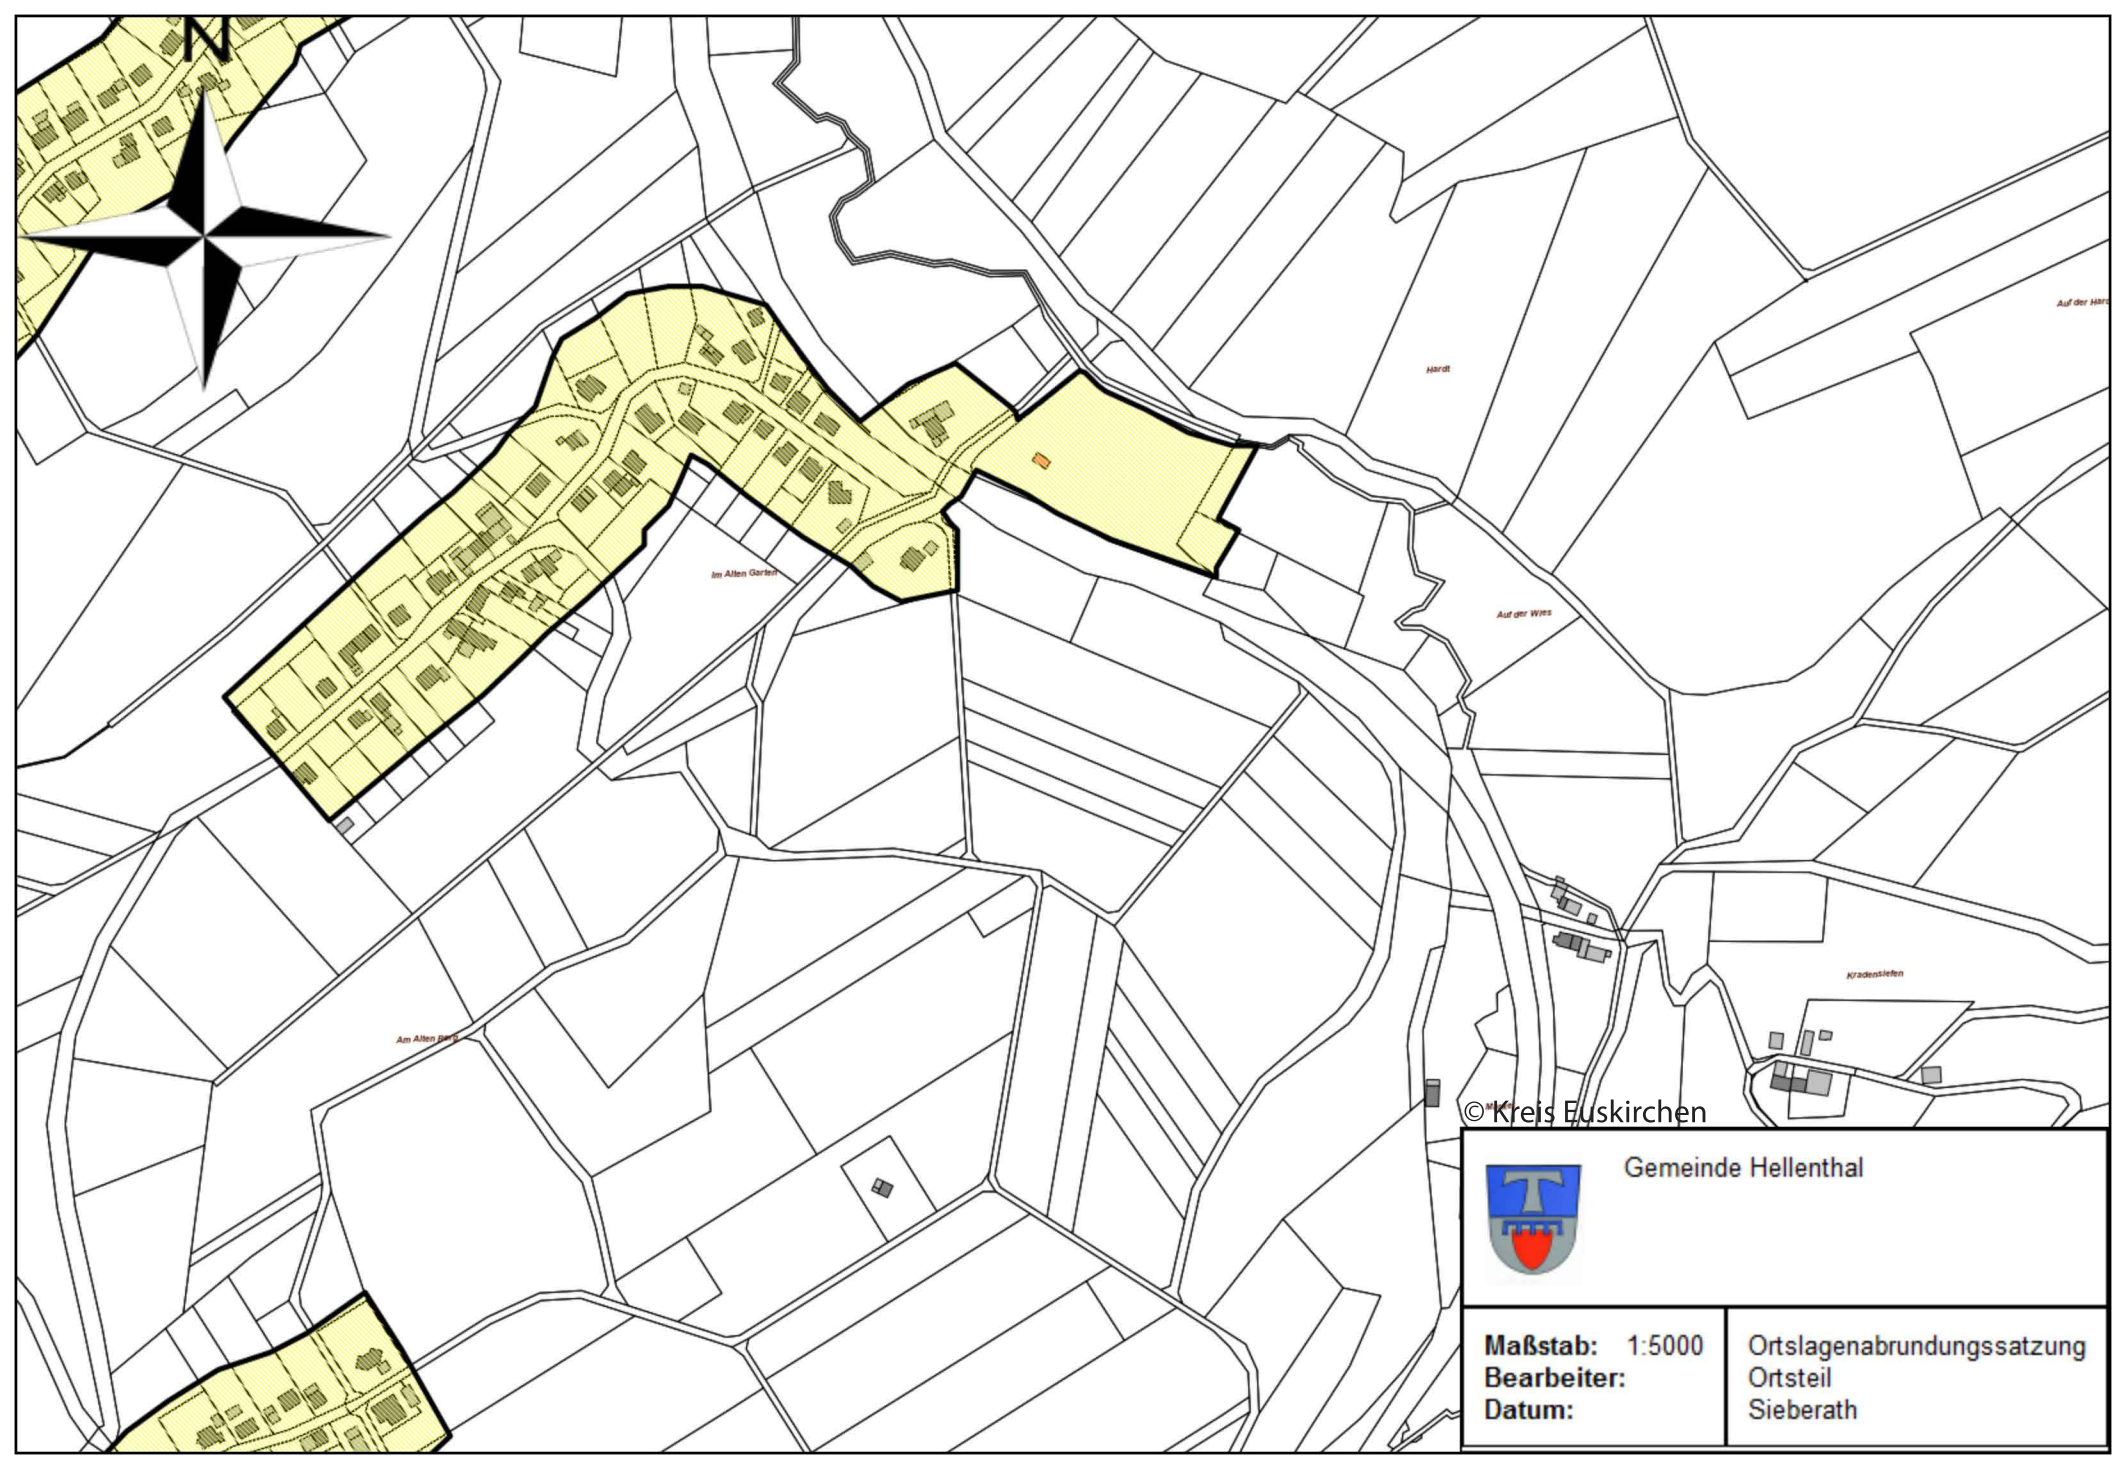 N
Auf der Hard
Hardt
Im Alten Garten
Auf der Wies
Kradensiefen
Am Alten Berg
© Kreis Euskirchen
Gemeinde Hellenthal
Maßstab: 1:5000
Bearbeiter:
Datum:
Ortslagenabrundungssatzung
Ortsteil
Sieberath